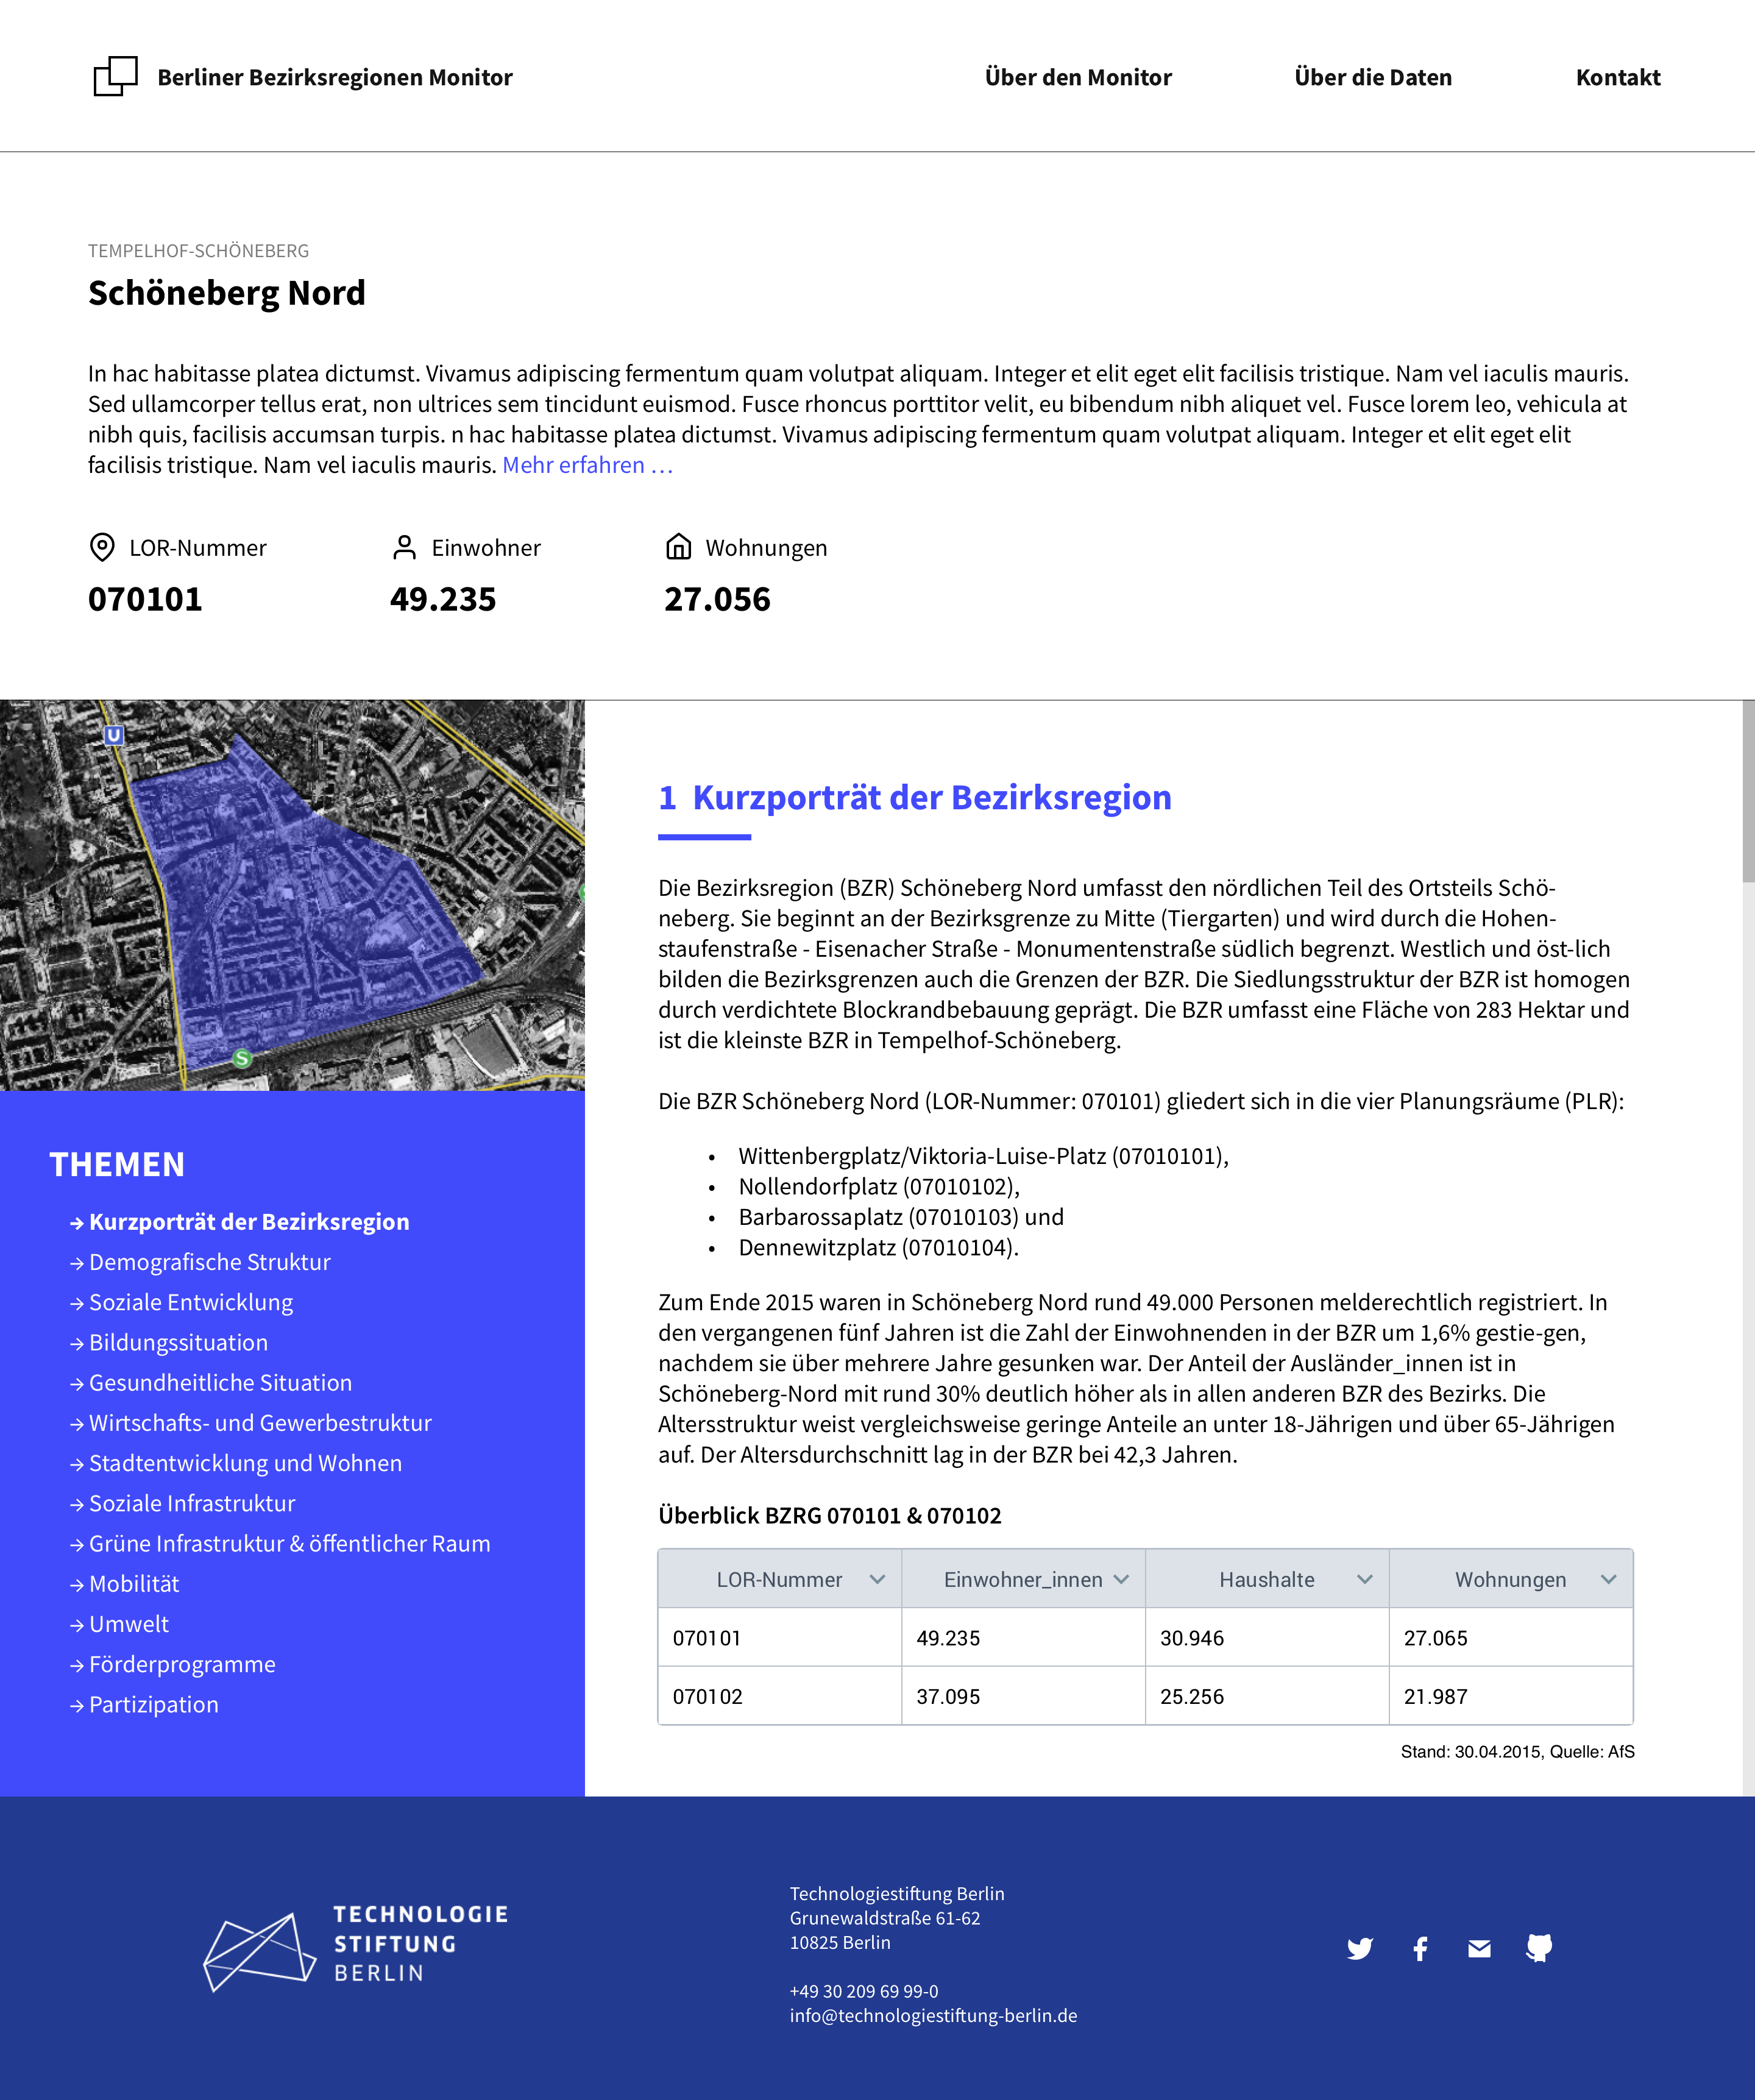 Berliner Bezirksregionen Monitor
Über den Monitor
Über die Daten
Kontakt
TEMPELHOF-SCHÖNEBERG
Schöneberg Nord
In hac habitasse platea dictumst. Vivamus adipiscing fermentum quam volutpat aliquam. Integer et elit eget elit facilisis tristique. Nam vel iaculis mauris.
Sed ullamcorper tellus erat, non ultrices sem tincidunt euismod. Fusce rhoncus porttitor velit, eu bibendum nibh aliquet vel. Fusce lorem leo, vehicula at
nibh quis, facilisis accumsan turpis. n hac habitasse platea dictumst. Vivamus adipiscing fermentum quam volutpat aliquam. Integer et elit eget elit
facilisis tristique. Nam vel iaculis mauris. Mehr erfahren …
LOR-Nummer
070101
Einwohner
49.235
Wohnungen
27.056
U
S
THEMEN
→ Kurzporträt der Bezirksregion
→ Demografische Struktur
→ Soziale Entwicklung
→ Bildungssituation
→ Gesundheitliche Situation
→ Wirtschafts- und Gewerbestruktur
→ Stadtentwicklung und Wohnen
→ Soziale Infrastruktur
→ Grüne Infrastruktur & öffentlicher Raum
→ Mobilität
→ Umwelt
→ Förderprogramme
→ Partizipation
1 Kurzporträt der Bezirksregion
Die Bezirksregion (BZR) Schöneberg Nord umfasst den nördlichen Teil des Ortsteils Schö-
neberg. Sie beginnt an der Bezirksgrenze zu Mitte (Tiergarten) und wird durch die Hohen-
staufenstraße - Eisenacher Straße - Monumentenstraße südlich begrenzt. Westlich und öst-lich
bilden die Bezirksgrenzen auch die Grenzen der BZR. Die Siedlungsstruktur der BZR ist homogen
durch verdichtete Blockrandbebauung geprägt. Die BZR umfasst eine Fläche von 283 Hektar und
ist die kleinste BZR in Tempelhof-Schöneberg.
Die BZR Schöneberg Nord (LOR-Nummer: 070101) gliedert sich in die vier Planungsräume (PLR):
• Wittenbergplatz/Viktoria-Luise-Platz (07010101),
• Nollendorfplatz (07010102),
• Barbarossaplatz (07010103) und
• Dennewitzplatz (07010104).
Zum Ende 2015 waren in Schöneberg Nord rund 49.000 Personen melderechtlich registriert. In
den vergangenen fünf Jahren ist die Zahl der Einwohnenden in der BZR um 1,6% gestie-gen,
nachdem sie über mehrere Jahre gesunken war. Der Anteil der Ausländer_innen ist in
Schöneberg-Nord mit rund 30% deutlich höher als in allen anderen BZR des Bezirks. Die
Altersstruktur weist vergleichsweise geringe Anteile an unter 18-Jährigen und über 65-Jährigen
auf. Der Altersdurchschnitt lag in der BZR bei 42,3 Jahren.
Überblick BZRG 070101 & 070102
LOR-Nummer Einwohner_innen Haushalte Wohnungen
070101 49.235 30.946 27.065
070102 37.095 25.256 21.987
Stand: 30.04.2015, Quelle: AfS
TECHNOLOGIE
STIFTUNG
BERLIN
Technologiestiftung Berlin
Grunewaldstraße 61-62
10825 Berlin
+49 30 209 69 99-0
info@technologiestiftung-berlin.de